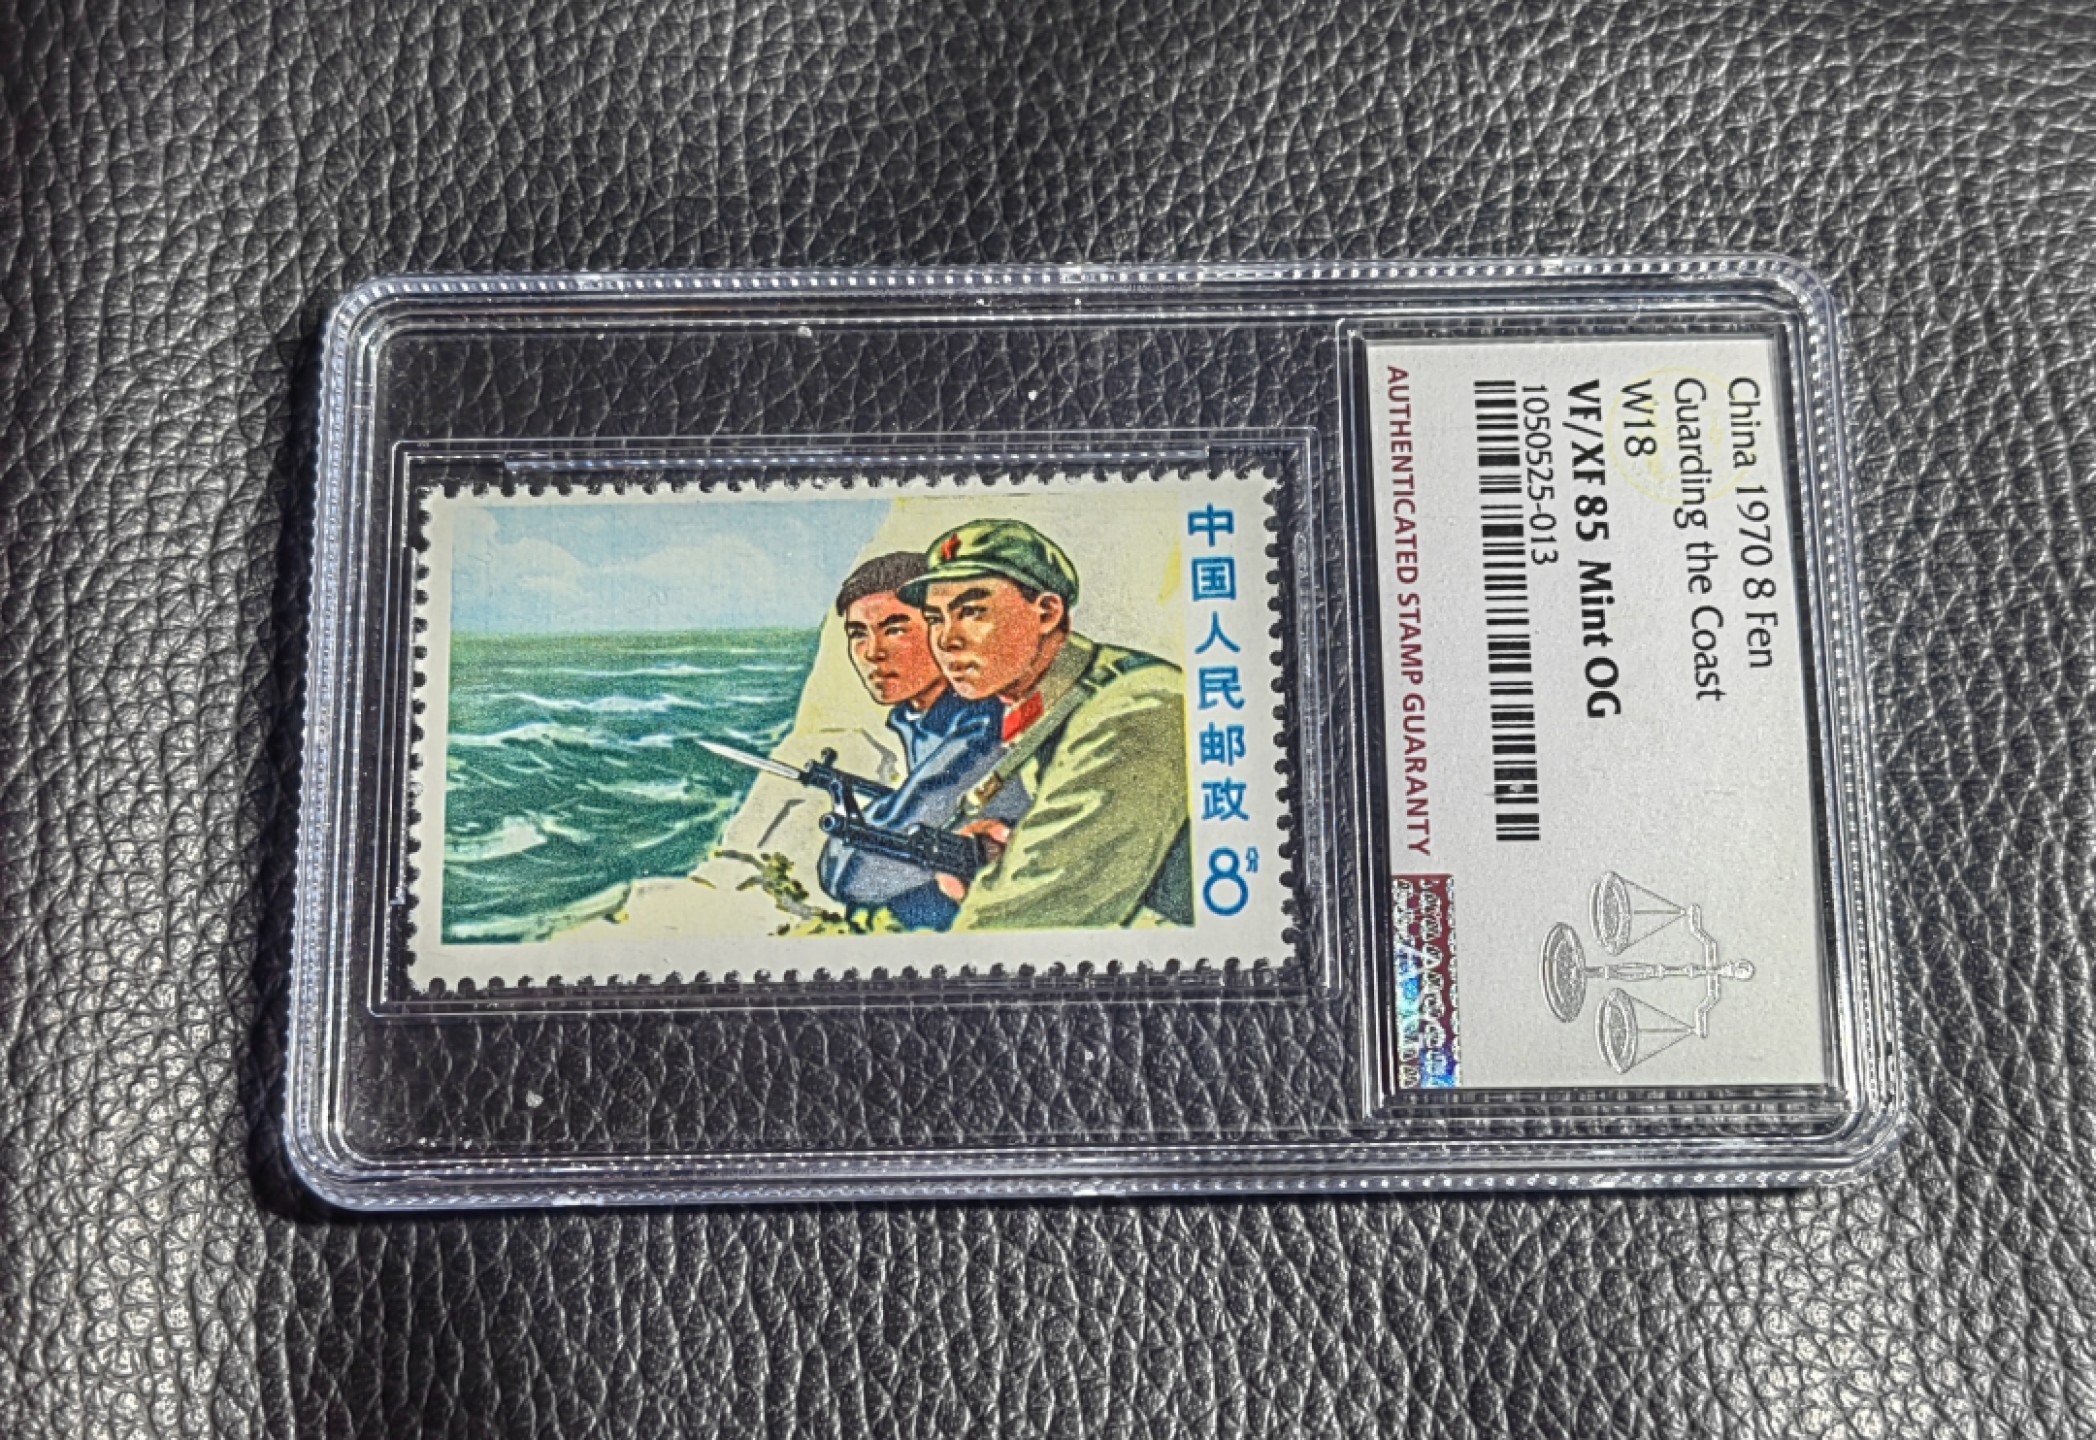 中国人民邮政
8分
China 1970 8 Fen
Guarding the Coast
W18
VF/XF 85 Mint OG
1050525-013
AUTHENTICATED STAMP GUARANTY